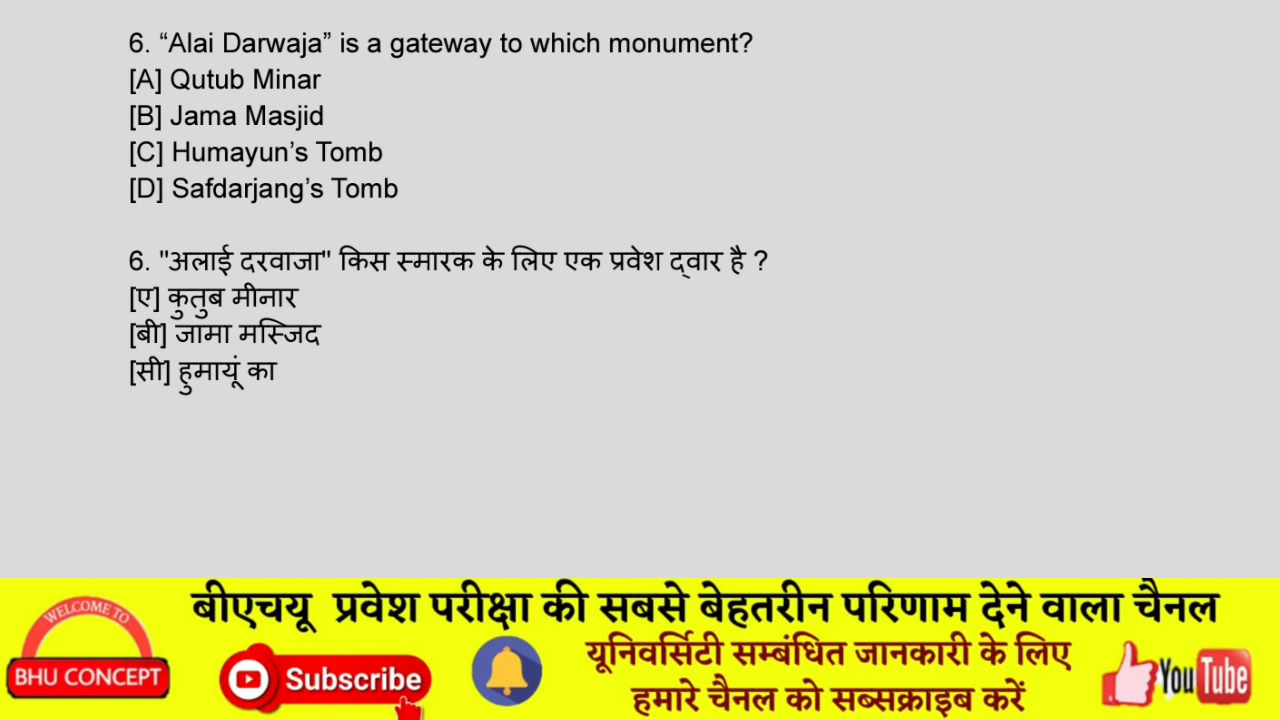 6. “Alai Darwaja” is a gateway to which monument?
[A] Qutub Minar
[B] Jama Masjid
[C] Humayun’s Tomb
[D] Safdarjang’s Tomb
6. "अलाई दरवाजा" किस स्मारक के लिए एक प्रवेश द्वार है ?
[ए] कुतुब मीनार
[बी] जामा मस्जिद
[सी] हुमायूं का
बीएचयू प्रवेश परीक्षा की सबसे बेहतरीन परिणाम देने वाला चैनल
WELCOME TO
BHU CONCEPT
Subscribe
यूनिवर्सिटी सम्बंधित जानकारी के लिए
हमारे चैनल को सब्सक्राइब करें
YouTube